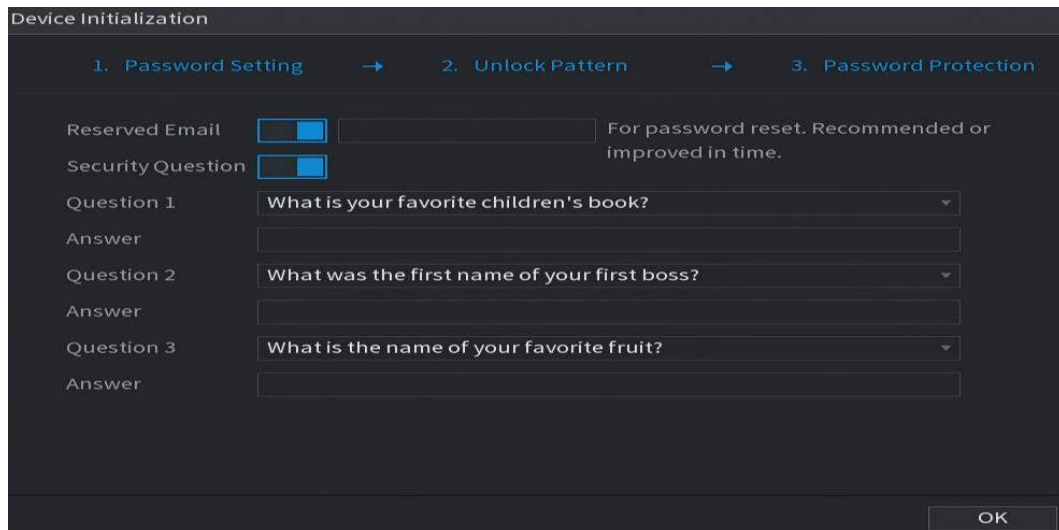 Device Initialization
1. Password Setting → 2. Unlock Pattern → 3. Password Protection
Reserved Email For password reset. Recommended or
improved in time.
Security Question
Question 1 What is your favorite children's book?
Answer
Question 2 What was the first name of your first boss?
Answer
Question 3 What is the name of your favorite fruit?
Answer
OK